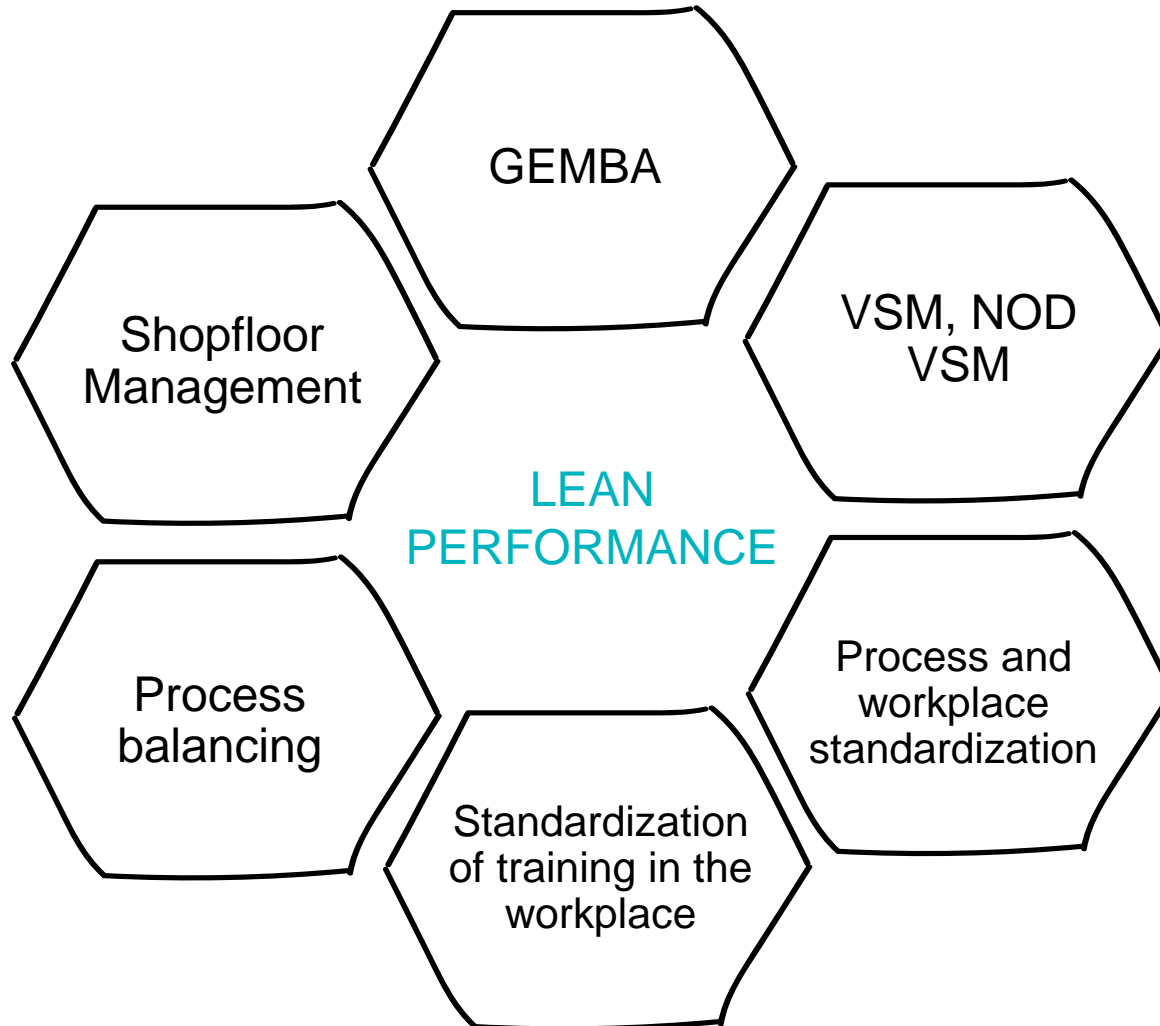 GEMBA
VSM, NOD
VSM
Shopfloor
Management
LEAN
PERFORMANCE
Process and
workplace
standardization
Process
balancing
Standardization
of training in the
workplace